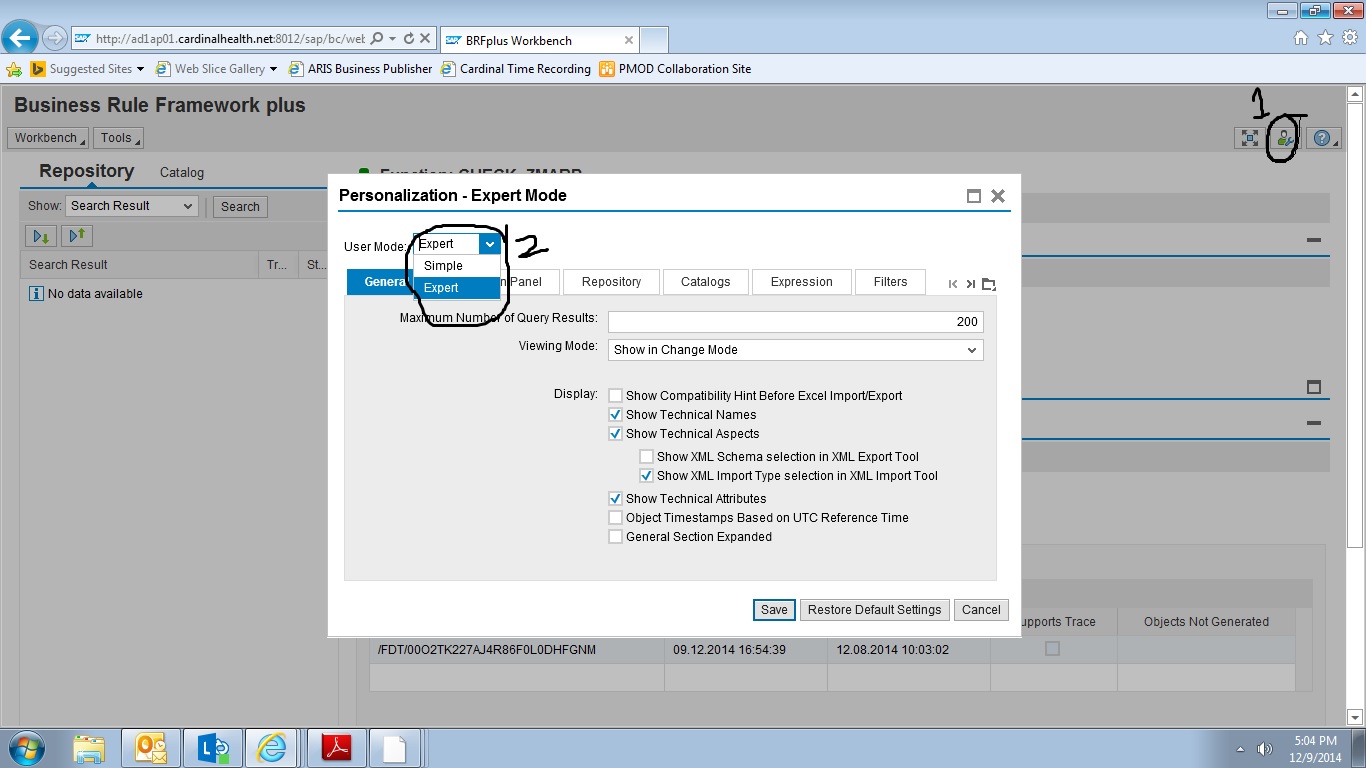 http://ad1ap01.cardinalhealth.net:8012/sap/bc/wet
BRFplus Workbench
Suggested Sites
Web Slice Gallery
ARIS Business Publisher
Cardinal Time Recording
PMOD Collaboration Site
Business Rule Framework plus
1
Workbench
Tools
Repository
Catalog
Function: CHECK_ZMARP
Show:
Search Result
Search
Search Result
Tr...
St...
No data available
Personalization - Expert Mode
User Mode:
Expert
2
Simple
Expert
General
Panel
Repository
Catalogs
Expression
Filters
Maximum Number of Query Results:
200
Viewing Mode:
Show in Change Mode
Display:
Show Compatibility Hint Before Excel Import/Export
Show Technical Names
Show Technical Aspects
Show XML Schema selection in XML Export Tool
Show XML Import Type selection in XML Import Tool
Show Technical Attributes
Object Timestamps Based on UTC Reference Time
General Section Expanded
Save
Restore Default Settings
Cancel
upports Trace
Objects Not Generated
/FDT/00O2TK227AJ4R86F0L0DHFGNM
09.12.2014 16:54:39
12.08.2014 10:03:02
5:04 PM
12/9/2014